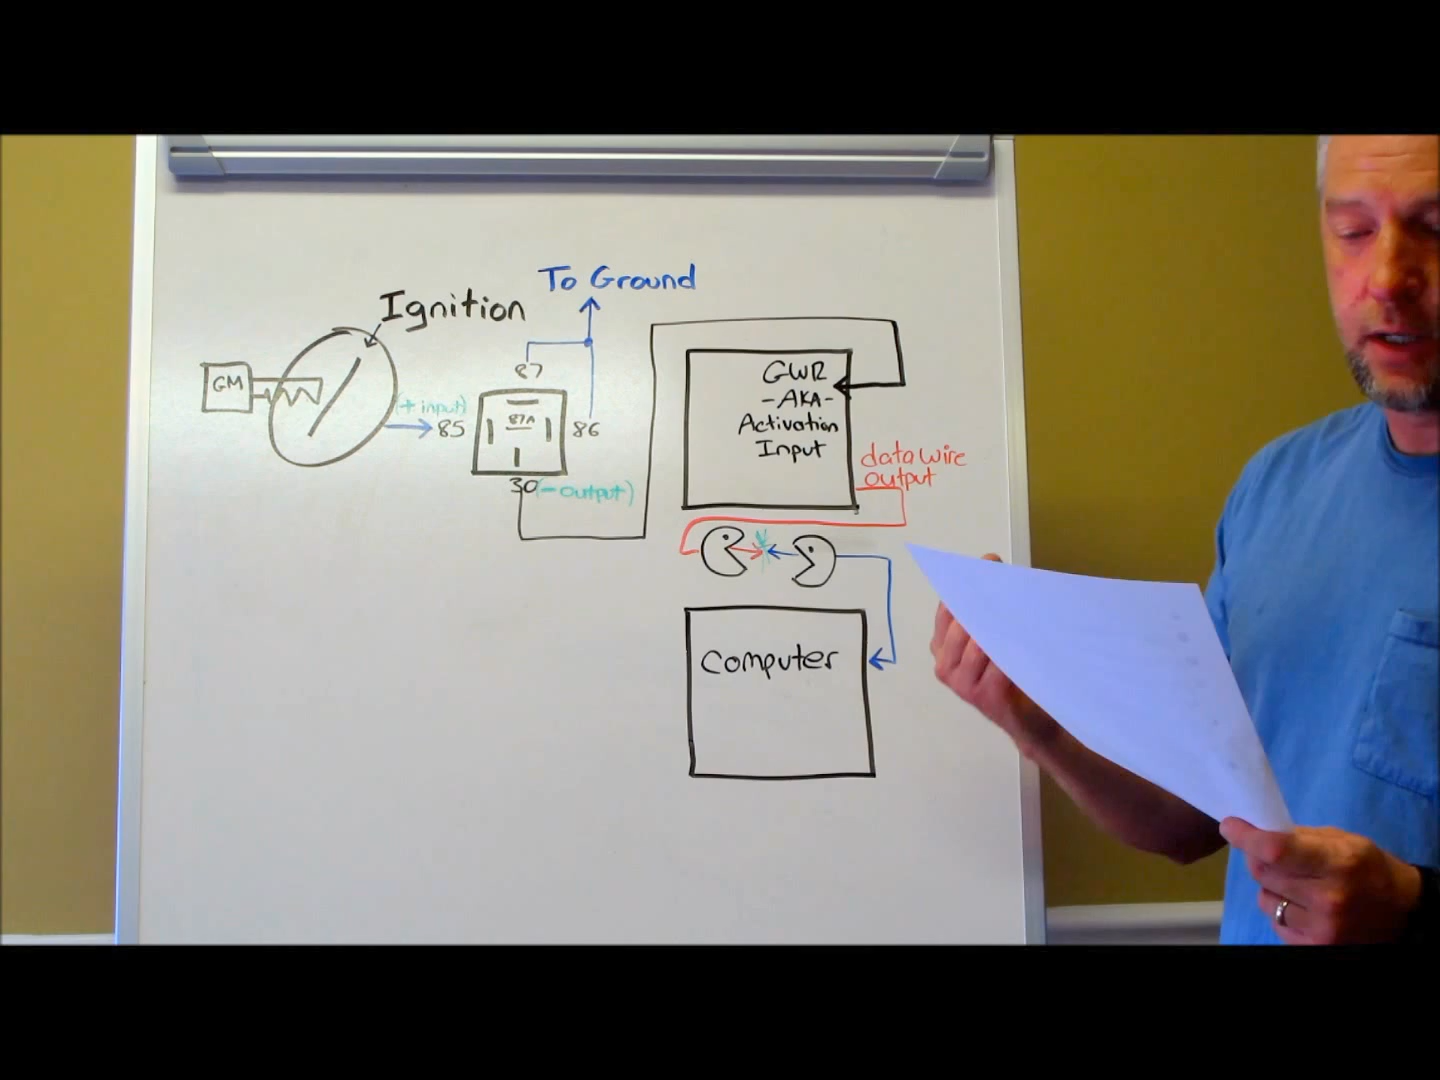 To Ground
Ignition
GM
(+ input)
85
87
87A
86
30
(- output)
GWR
-AKA-
Activation
Input
data wire
output
Computer